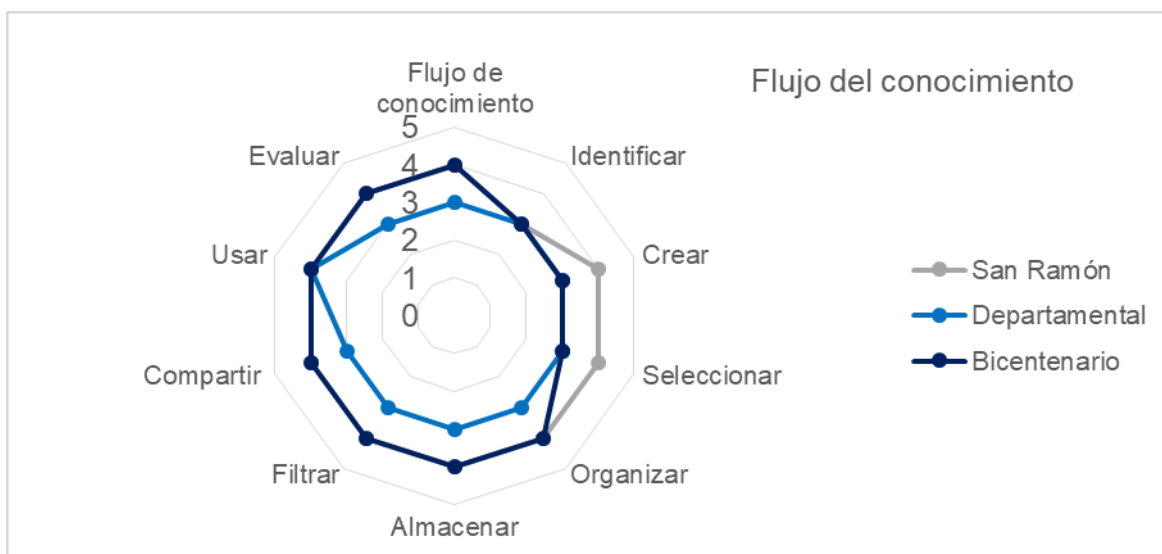 Flujo del conocimiento
Flujo de
conocimiento
Identificar
Crear
Seleccionar
Organizar
Almacenar
Filtrar
Compartir
Usar
Evaluar
5
4
3
2
1
0
San Ramón
Departamental
Bicentenario